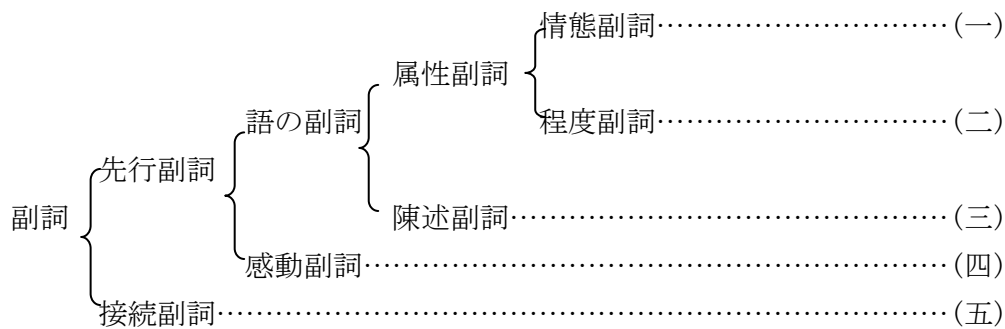 情態副詞……………………………(一)
属性副詞
語の副詞
程度副詞……………………………(二)
先行副詞
副詞
陳述副詞………………………………………………(三)
感動副詞………………………………………………………………(四)
接続副詞………………………………………………………………………………(五)